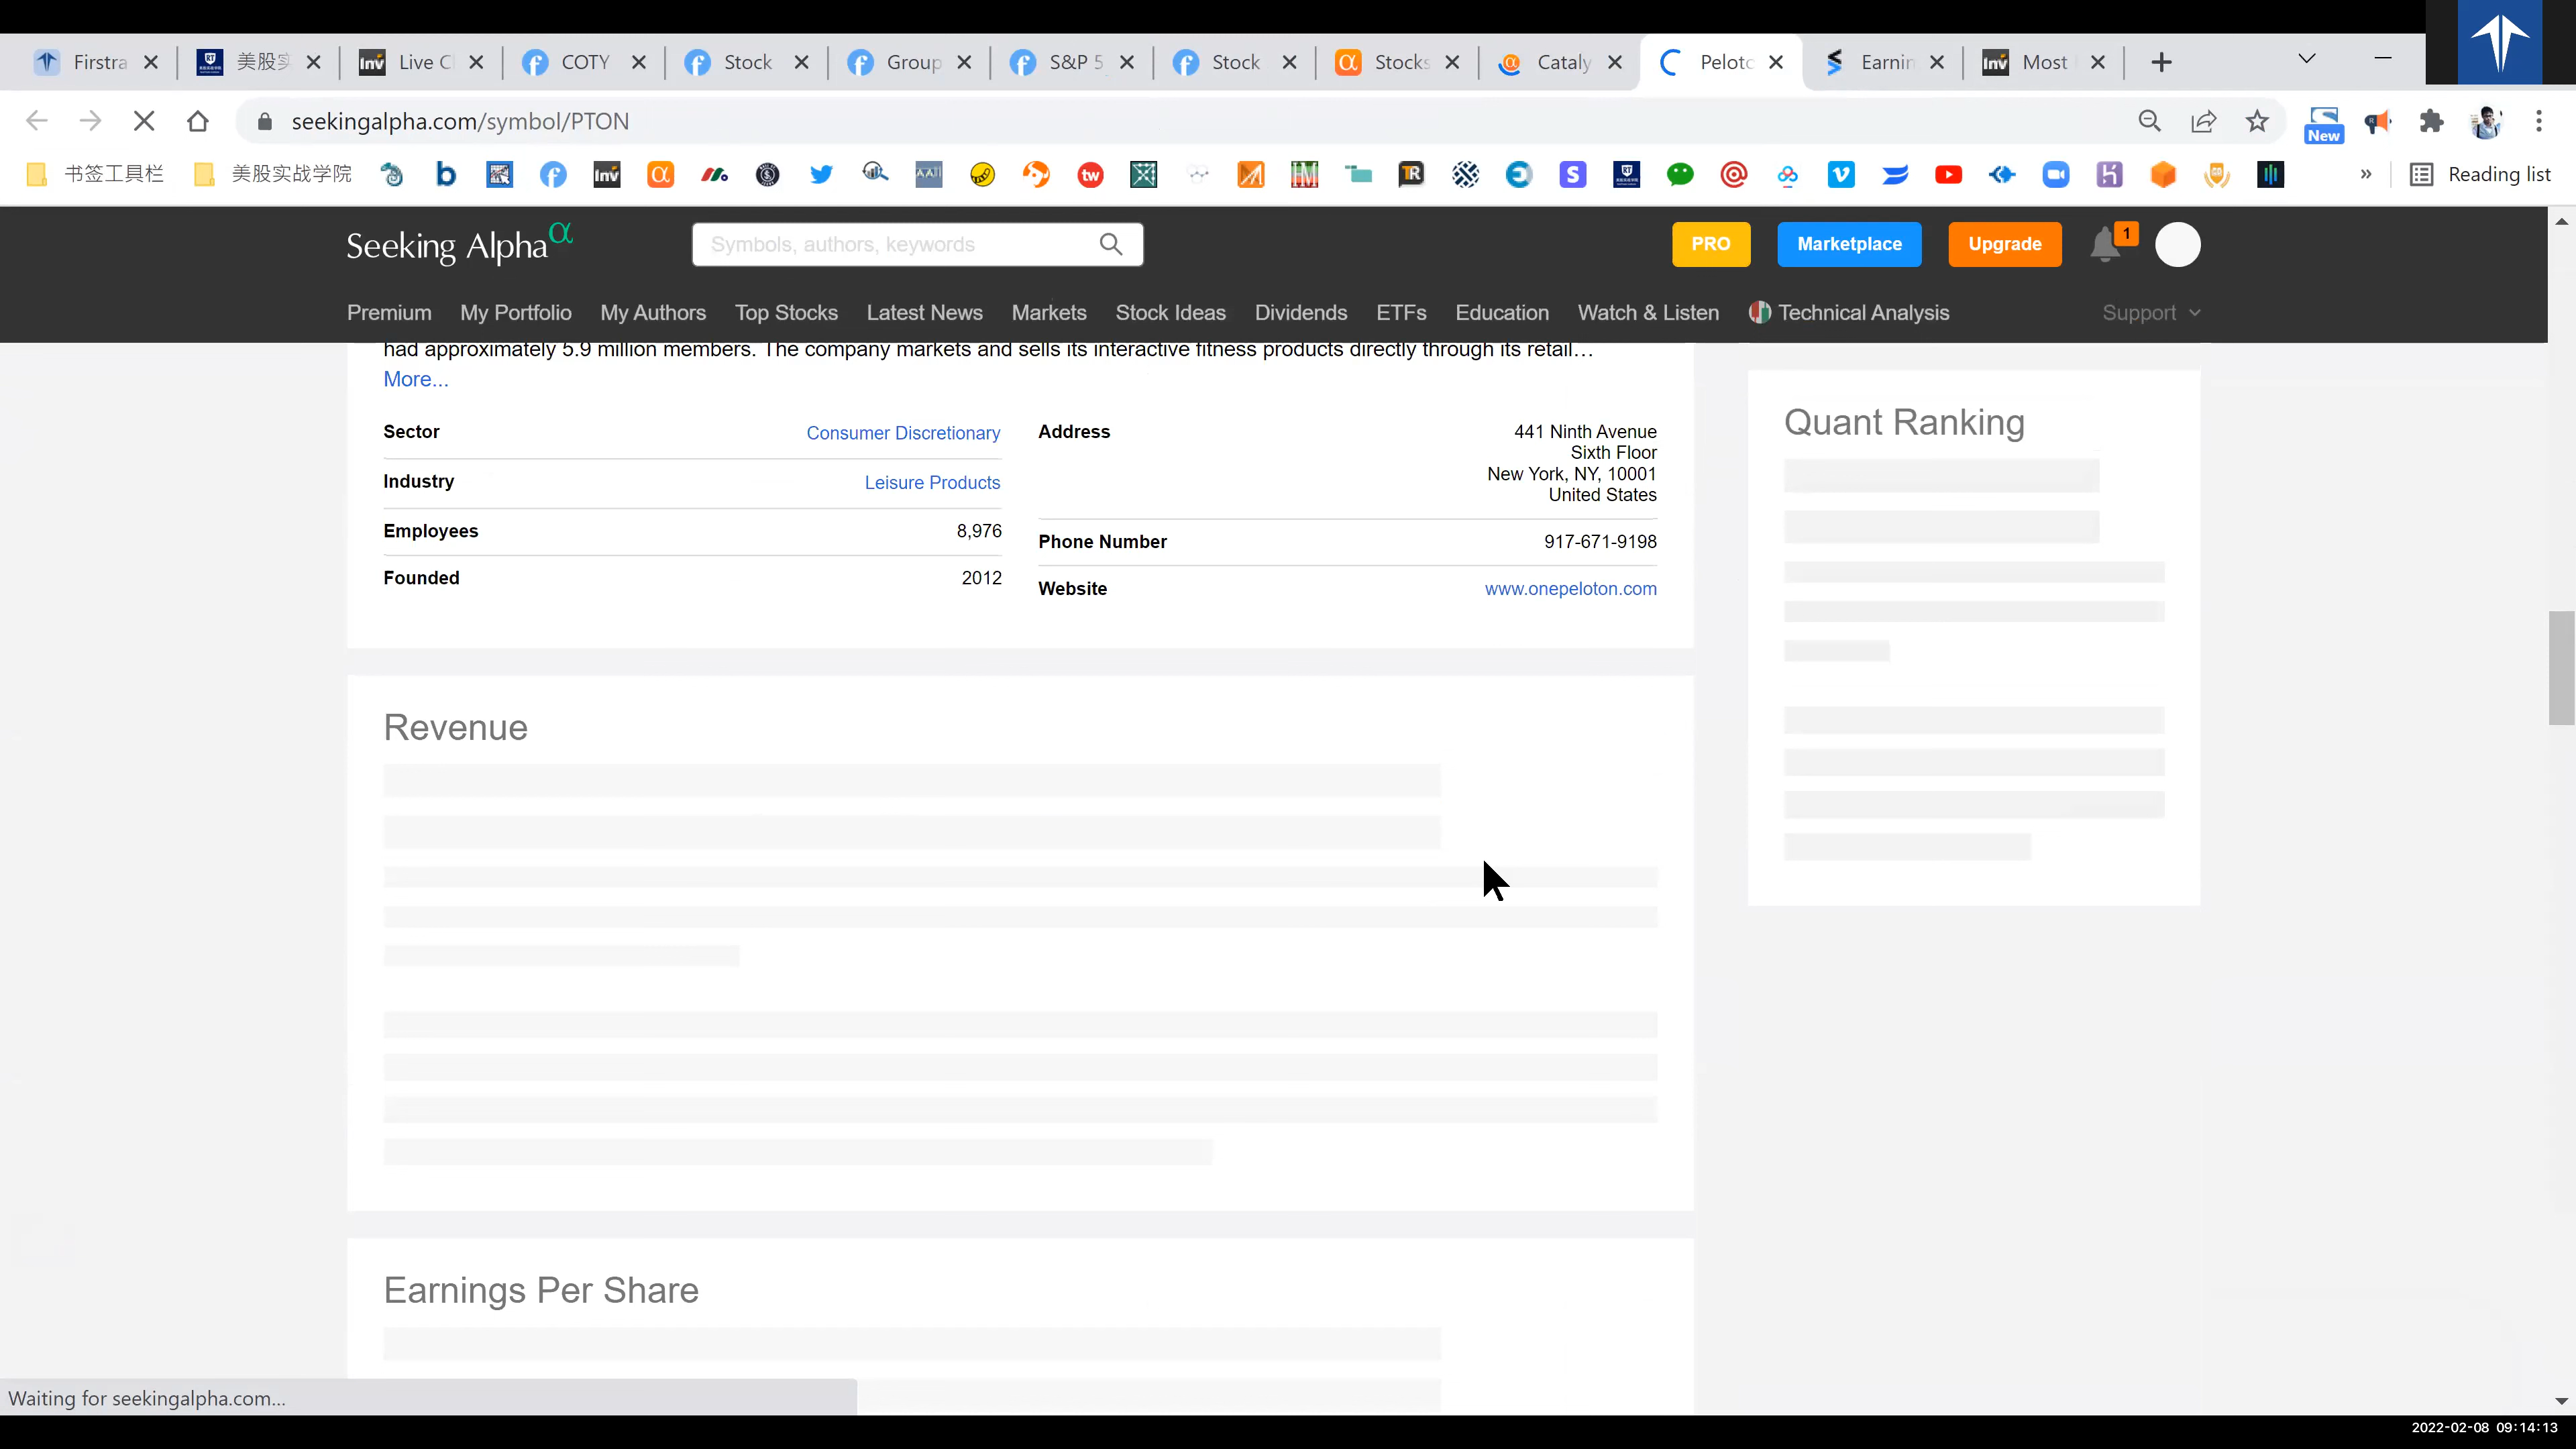 Firstra
美股实
Live C
COTY
Stock
Group
S&P 5
Stock
Stocks
Cataly
Peloto
Earnin
Most
seekingalpha.com/symbol/PTON
New
书签工具栏
美股实战学院
Reading list
Seeking Alpha α
Symbols, authors, keywords
PRO
Marketplace
Upgrade
1
Premium My Portfolio My Authors Top Stocks Latest News Markets Stock Ideas Dividends ETFs Education Watch & Listen Technical Analysis Support
had approximately 5.9 million members. The company markets and sells its interactive fitness products directly through its retail…
More...
Sector Consumer Discretionary
Industry Leisure Products
Employees 8,976
Founded 2012
Address 441 Ninth Avenue
Sixth Floor
New York, NY, 10001
United States
Phone Number 917-671-9198
Website www.onepeloton.com
Quant Ranking
Revenue
Earnings Per Share
Waiting for seekingalpha.com...
2022-02-08 09:14:13